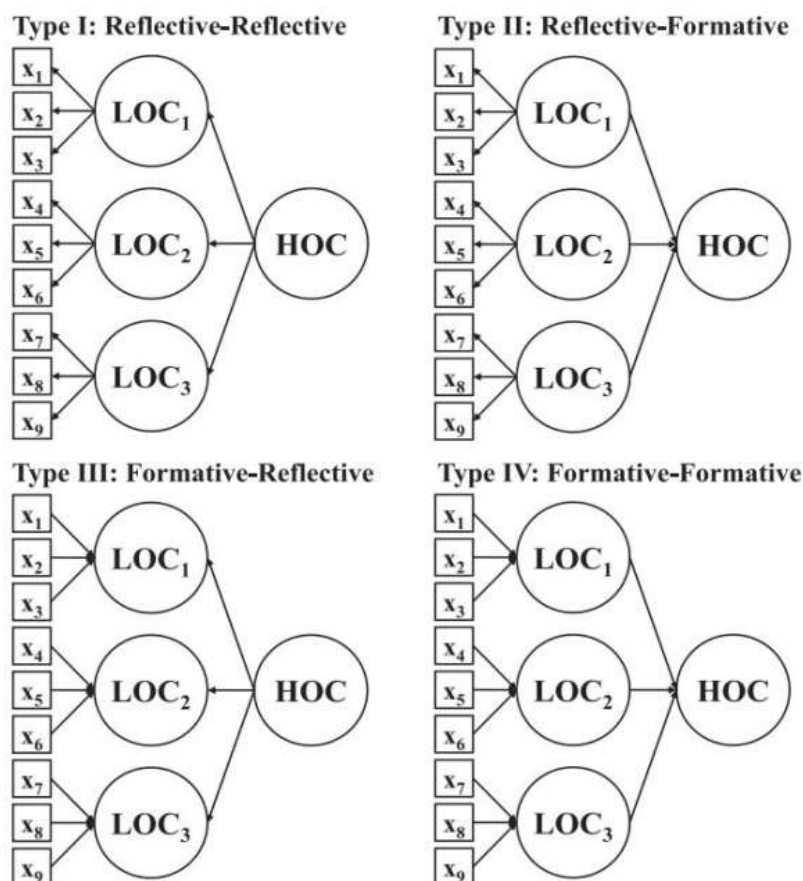 Type I: Reflective-Reflective
x1
x2
x3
x4
x5
x6
x7
x8
x9
LOC1
LOC2
LOC3
HOC
Type II: Reflective-Formative
x1
x2
x3
x4
x5
x6
x7
x8
x9
LOC1
LOC2
LOC3
HOC
Type III: Formative-Reflective
x1
x2
x3
x4
x5
x6
x7
x8
x9
LOC1
LOC2
LOC3
HOC
Type IV: Formative-Formative
x1
x2
x3
x4
x5
x6
x7
x8
x9
LOC1
LOC2
LOC3
HOC